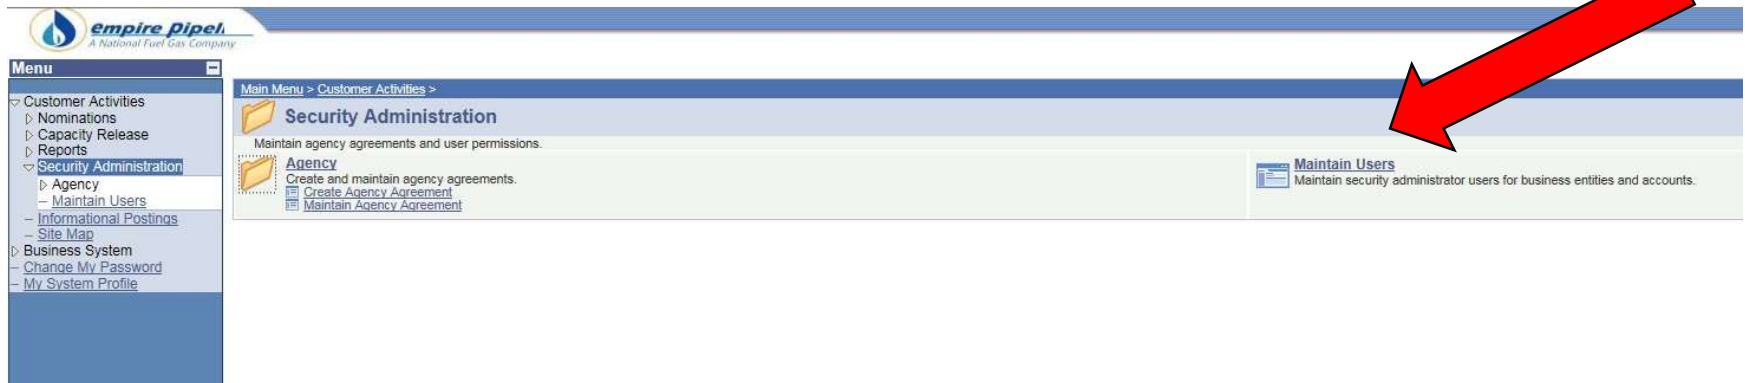 empire Pipel
A National Fuel Gas Company
Menu
Customer Activities
Nominations
Capacity Release
Reports
Security Administration
Agency
Maintain Users
Informational Postings
Site Map
Business System
Change My Password
My System Profile
Main Menu > Customer Activities >
Security Administration
Maintain agency agreements and user permissions.
Agency
Create and maintain agency agreements.
Create Agency Agreement
Maintain Agency Agreement
Maintain Users
Maintain security administrator users for business entities and accounts.